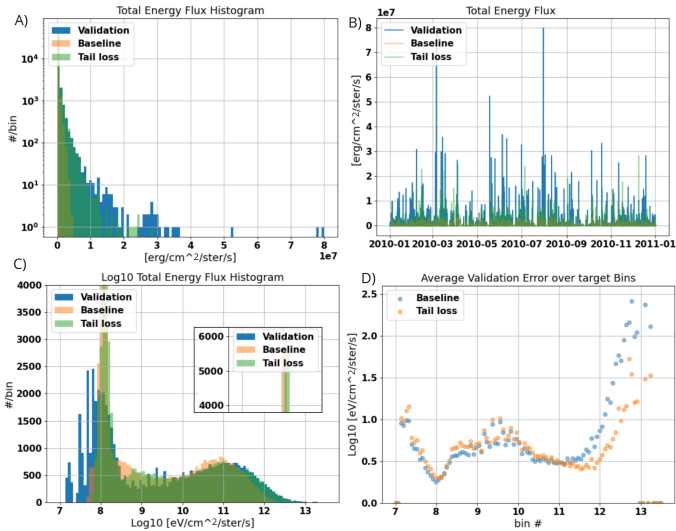 A)
Total Energy Flux Histogram
Validation
Baseline
Tail loss
10^4
10^3
10^2
10^1
10^0
#/bin
0 1 2 3 4 5 6 7 8
[erg/cm^2/ster/s]
1e7
B)
Total Energy Flux
1e7
Validation
Baseline
Tail loss
8
7
6
5
4
3
2
1
0
[erg/cm^2/ster/s]
2010-01 2010-03 2010-05 2010-07 2010-09 2010-11 2011-01
C)
Log10 Total Energy Flux Histogram
Validation
Baseline
Tail loss
4000
3500
3000
2500
2000
1500
1000
500
0
#/bin
Validation
Baseline
Tail loss
6000
5000
4000
7 8 9 10 11 12 13
Log10 [eV/cm^2/ster/s]
D)
Average Validation Error over target Bins
Baseline
Tail loss
2.5
2.0
1.5
1.0
0.5
0.0
Log10 [eV/cm^2/ster/s]
7 8 9 10 11 12 13
bin #